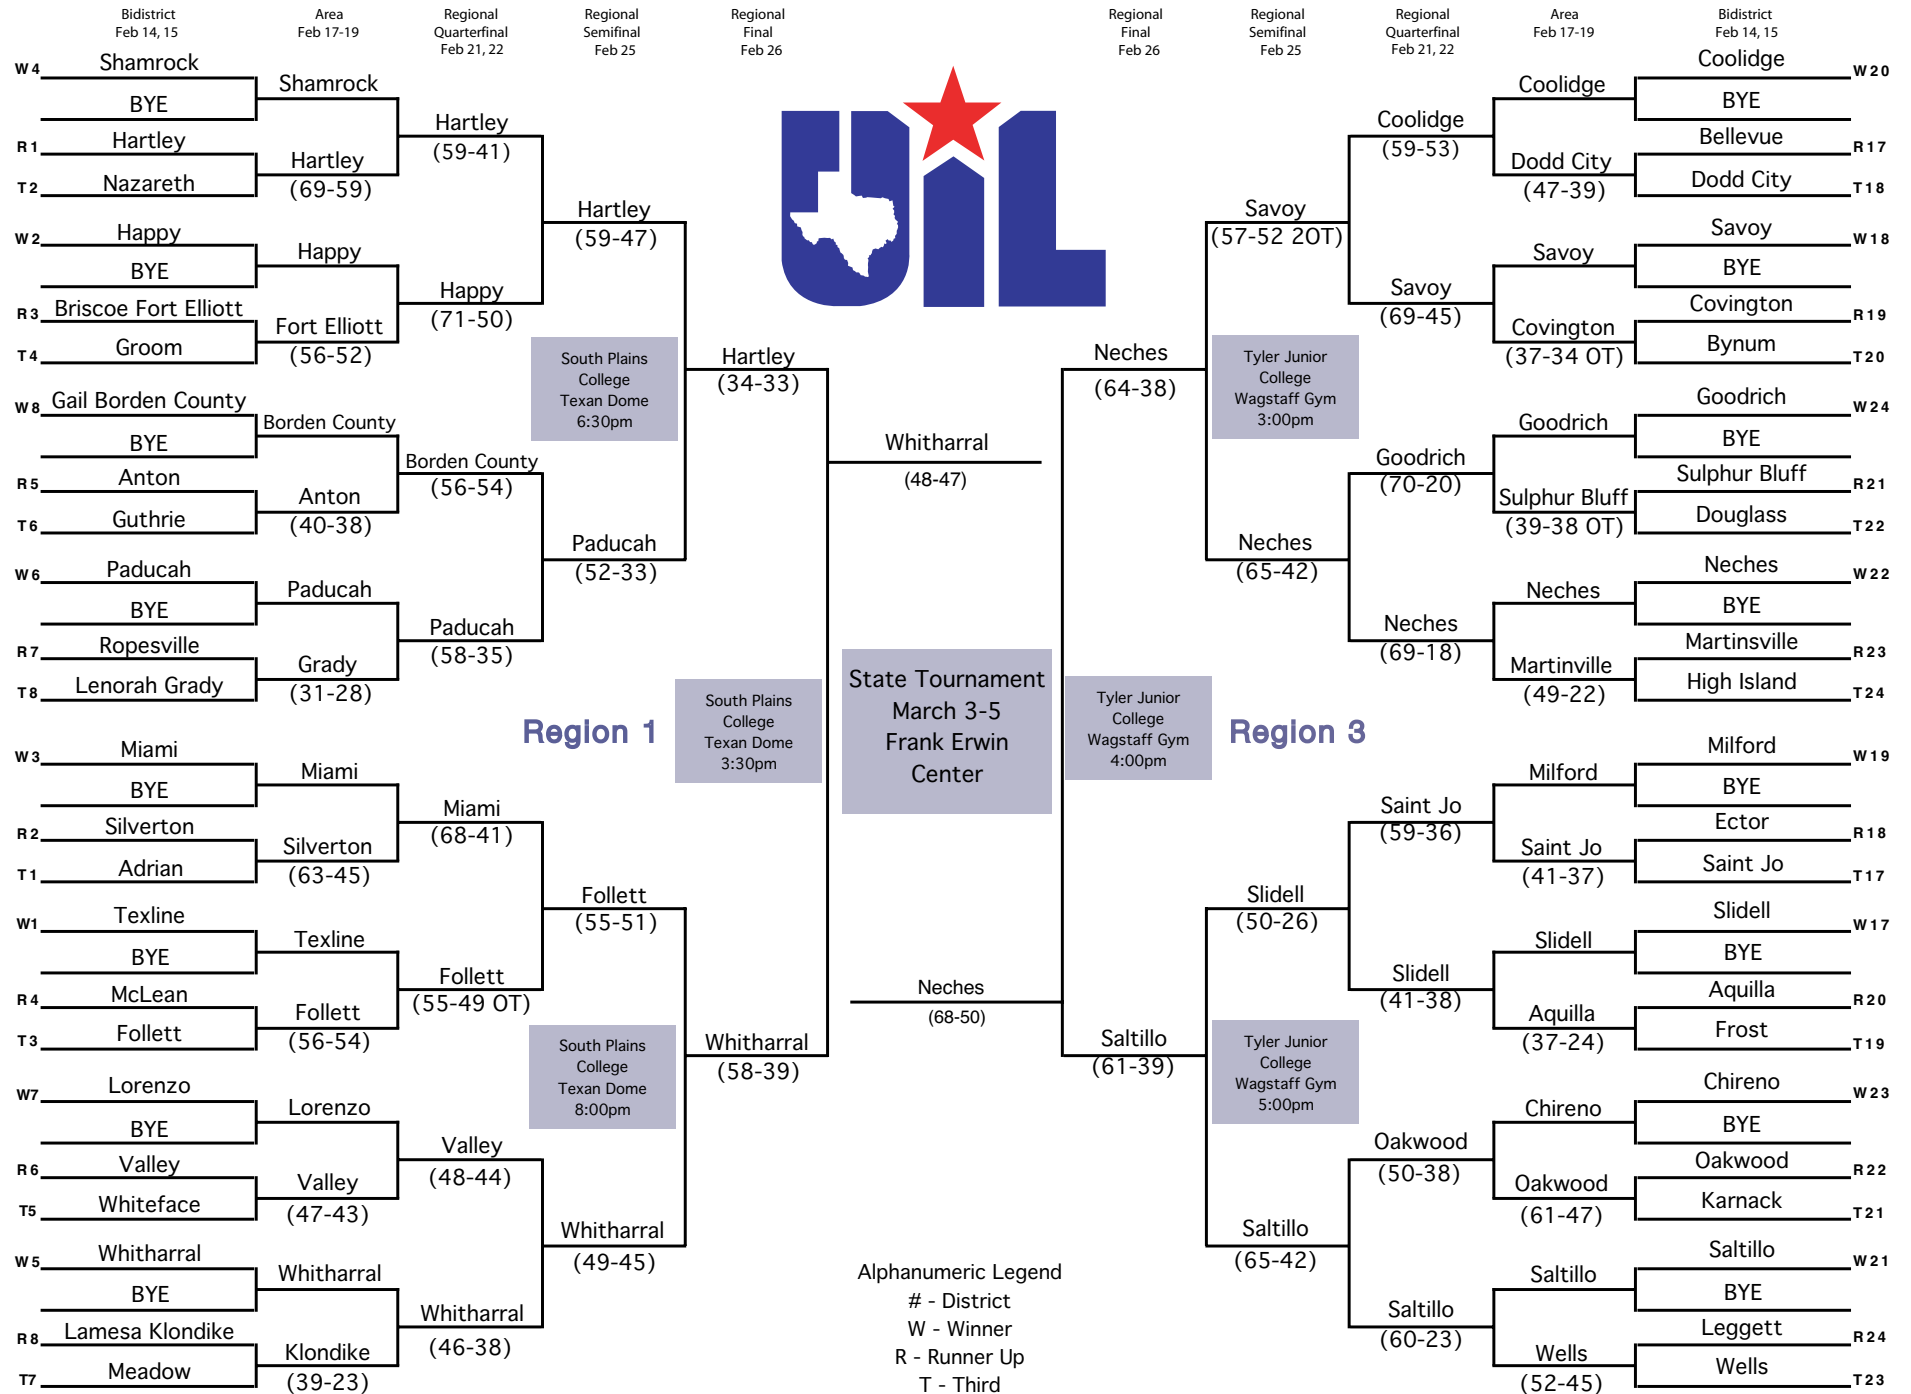 Bidistrict
Feb 14, 15
Area
Feb 17-19
Regional
Quarterfinal
Feb 21, 22
Regional
Semifinal
Feb 25
Regional
Final
Feb 26
Regional
Final
Feb 26
Regional
Semifinal
Feb 25
Regional
Quarterfinal
Feb 21, 22
Area
Feb 17-19
Bidistrict
Feb 14, 15
UIL
W4
Shamrock
BYE
R1
Hartley
T2
Nazareth
W2
Happy
BYE
R3
Briscoe Fort Elliott
T4
Groom
W8
Gail Borden County
BYE
R5
Anton
T6
Guthrie
W6
Paducah
BYE
R7
Ropesville
T8
Lenorah Grady
W3
Miami
BYE
R2
Silverton
T1
Adrian
W1
Texline
BYE
R4
McLean
T3
Follett
W7
Lorenzo
BYE
R6
Valley
T5
Whiteface
W5
Whitharral
BYE
R8
Lamesa Klondike
T7
Meadow
Shamrock
Hartley
(69-59)
Happy
Fort Elliott
(56-52)
Borden County
Anton
(40-38)
Paducah
Grady
(31-28)
Miami
Silverton
(63-45)
Texline
Follett
(56-54)
Lorenzo
Valley
(47-43)
Whitharral
Klondike
(39-23)
Hartley
(59-41)
Happy
(71-50)
Borden County
(56-54)
Paducah
(58-35)
Miami
(68-41)
Follett
(55-49 OT)
Valley
(48-44)
Whitharral
(46-38)
Hartley
(59-47)
South Plains
College
Texan Dome
6:30pm
Paducah
(52-33)
Region 1
Follett
(55-51)
South Plains
College
Texan Dome
8:00pm
Whitharral
(49-45)
Hartley
(34-33)
South Plains
College
Texan Dome
3:30pm
Whitharral
(58-39)
Whitharral
(48-47)
State Tournament
March 3-5
Frank Erwin
Center
Neches
(68-50)
Alphanumeric Legend
# - District
W - Winner
R - Runner Up
T - Third
Neches
(64-38)
Tyler Junior
College
Wagstaff Gym
4:00pm
Saltillo
(61-39)
Savoy
(57-52 2OT)
Tyler Junior
College
Wagstaff Gym
3:00pm
Neches
(65-42)
Region 3
Slidell
(50-26)
Tyler Junior
College
Wagstaff Gym
5:00pm
Saltillo
(65-42)
Coolidge
(59-53)
Savoy
(69-45)
Goodrich
(70-20)
Neches
(69-18)
Saint Jo
(59-36)
Slidell
(41-38)
Oakwood
(50-38)
Saltillo
(60-23)
Coolidge
Dodd City
(47-39)
Savoy
Covington
(37-34 OT)
Goodrich
Sulphur Bluff
(39-38 OT)
Neches
Martinville
(49-22)
Milford
Saint Jo
(41-37)
Slidell
Aquilla
(37-24)
Chireno
Oakwood
(61-47)
Saltillo
Wells
(52-45)
Coolidge
W20
BYE
Bellevue
R17
Dodd City
T18
Savoy
W18
BYE
Covington
R19
Bynum
T20
Goodrich
W24
BYE
Sulphur Bluff
R21
Douglass
T22
Neches
W22
BYE
Martinsville
R23
High Island
T24
Milford
W19
BYE
Ector
R18
Saint Jo
T17
Slidell
W17
BYE
Aquilla
R20
Frost
T19
Chireno
W23
BYE
Oakwood
R22
Karnack
T21
Saltillo
W21
BYE
Leggett
R24
Wells
T23